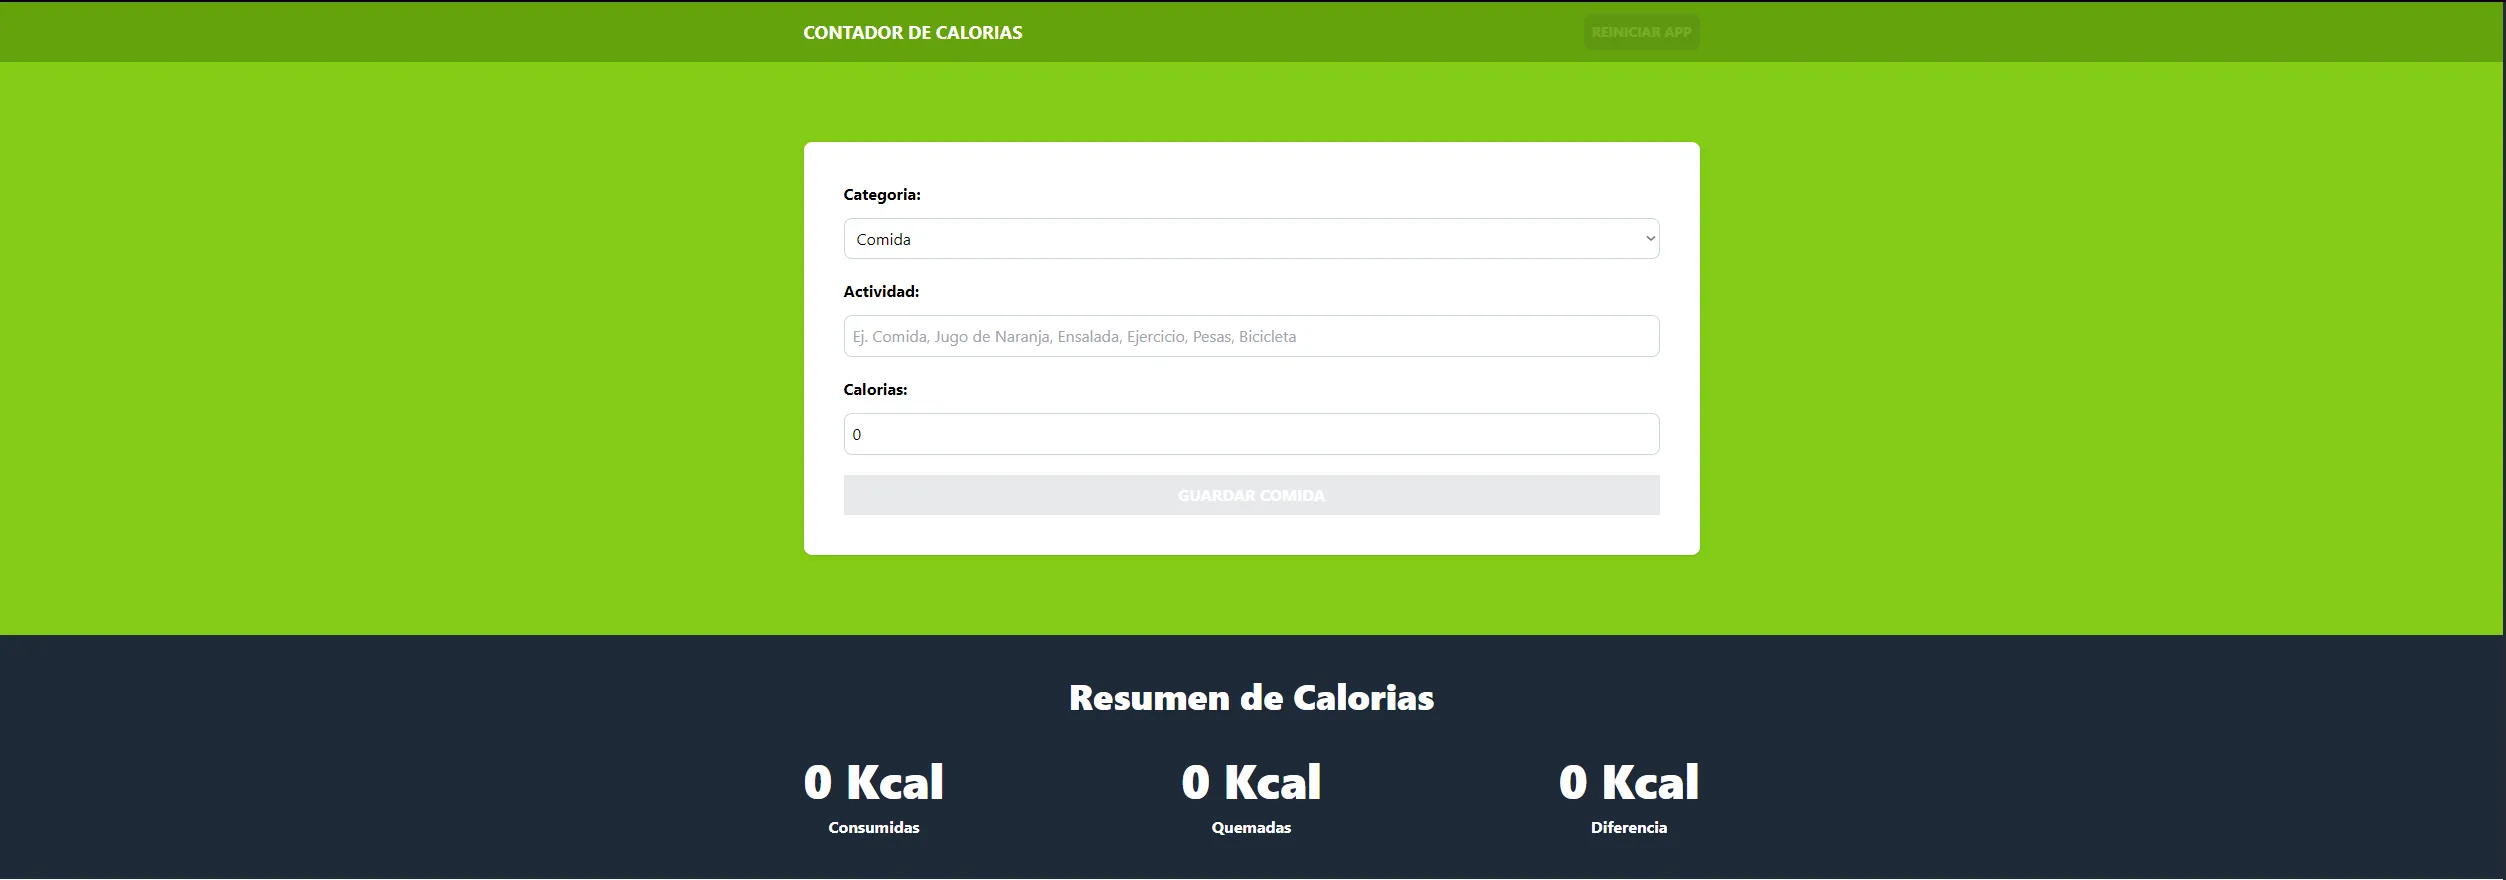 CONTADOR DE CALORIAS
REINICIAR APP
Categoria:
Comida
Actividad:
Ej. Comida, Jugo de Naranja, Ensalada, Ejercicio, Pesas, Bicicleta
Calorias:
0
GUARDAR COMIDA
Resumen de Calorias
0 Kcal
Consumidas
0 Kcal
Quemadas
0 Kcal
Diferencia